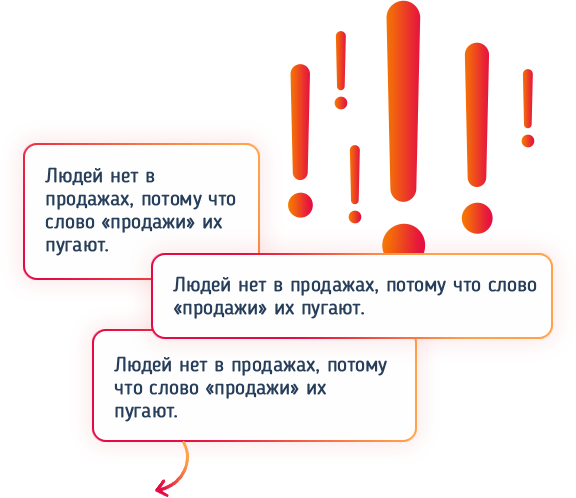 Людей нет в
продажах, потому что
слово «продажи» их
пугают.
Людей нет в продажах, потому что слово
«продажи» их пугают.
Людей нет в продажах, потому
что слово «продажи» их
пугают.